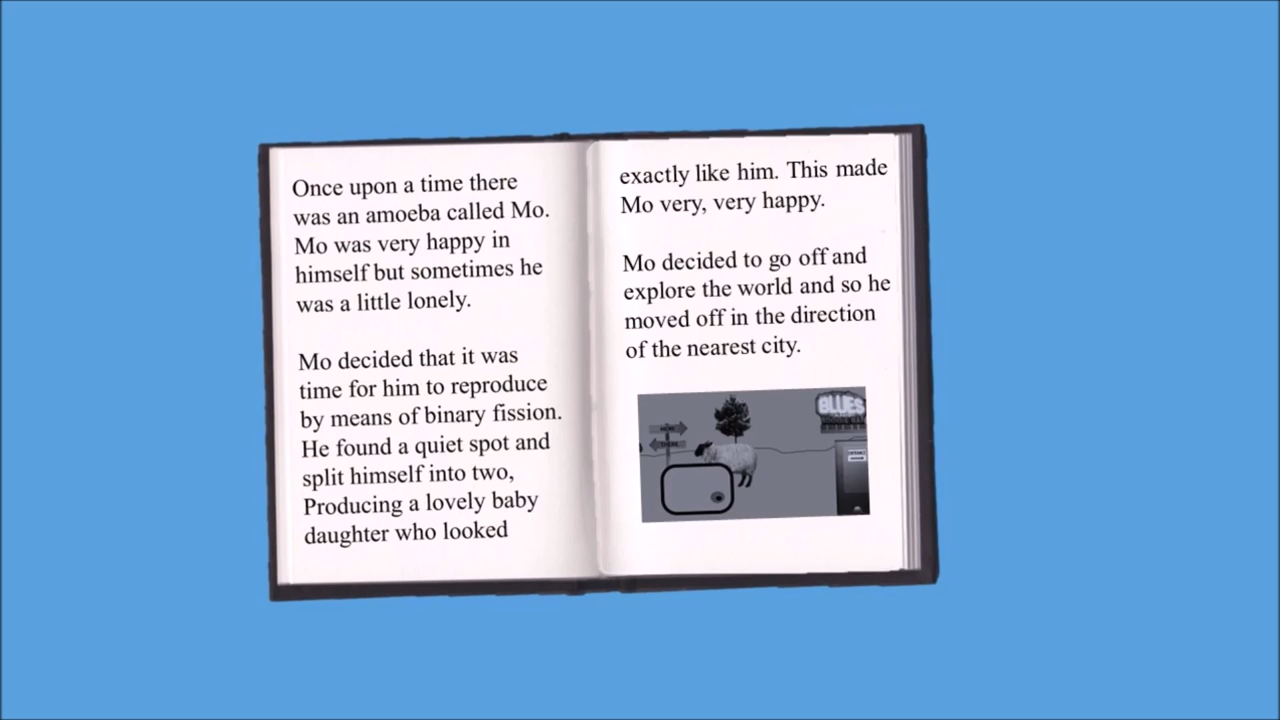 Once upon a time there
was an amoeba called Mo.
Mo was very happy in
himself but sometimes he
was a little lonely.
Mo decided that it was
time for him to reproduce
by means of binary fission.
He found a quiet spot and
split himself into two,
Producing a lovely baby
daughter who looked
exactly like him. This made
Mo very, very happy.
Mo decided to go off and
explore the world and so he
moved off in the direction
of the nearest city.
BLUES